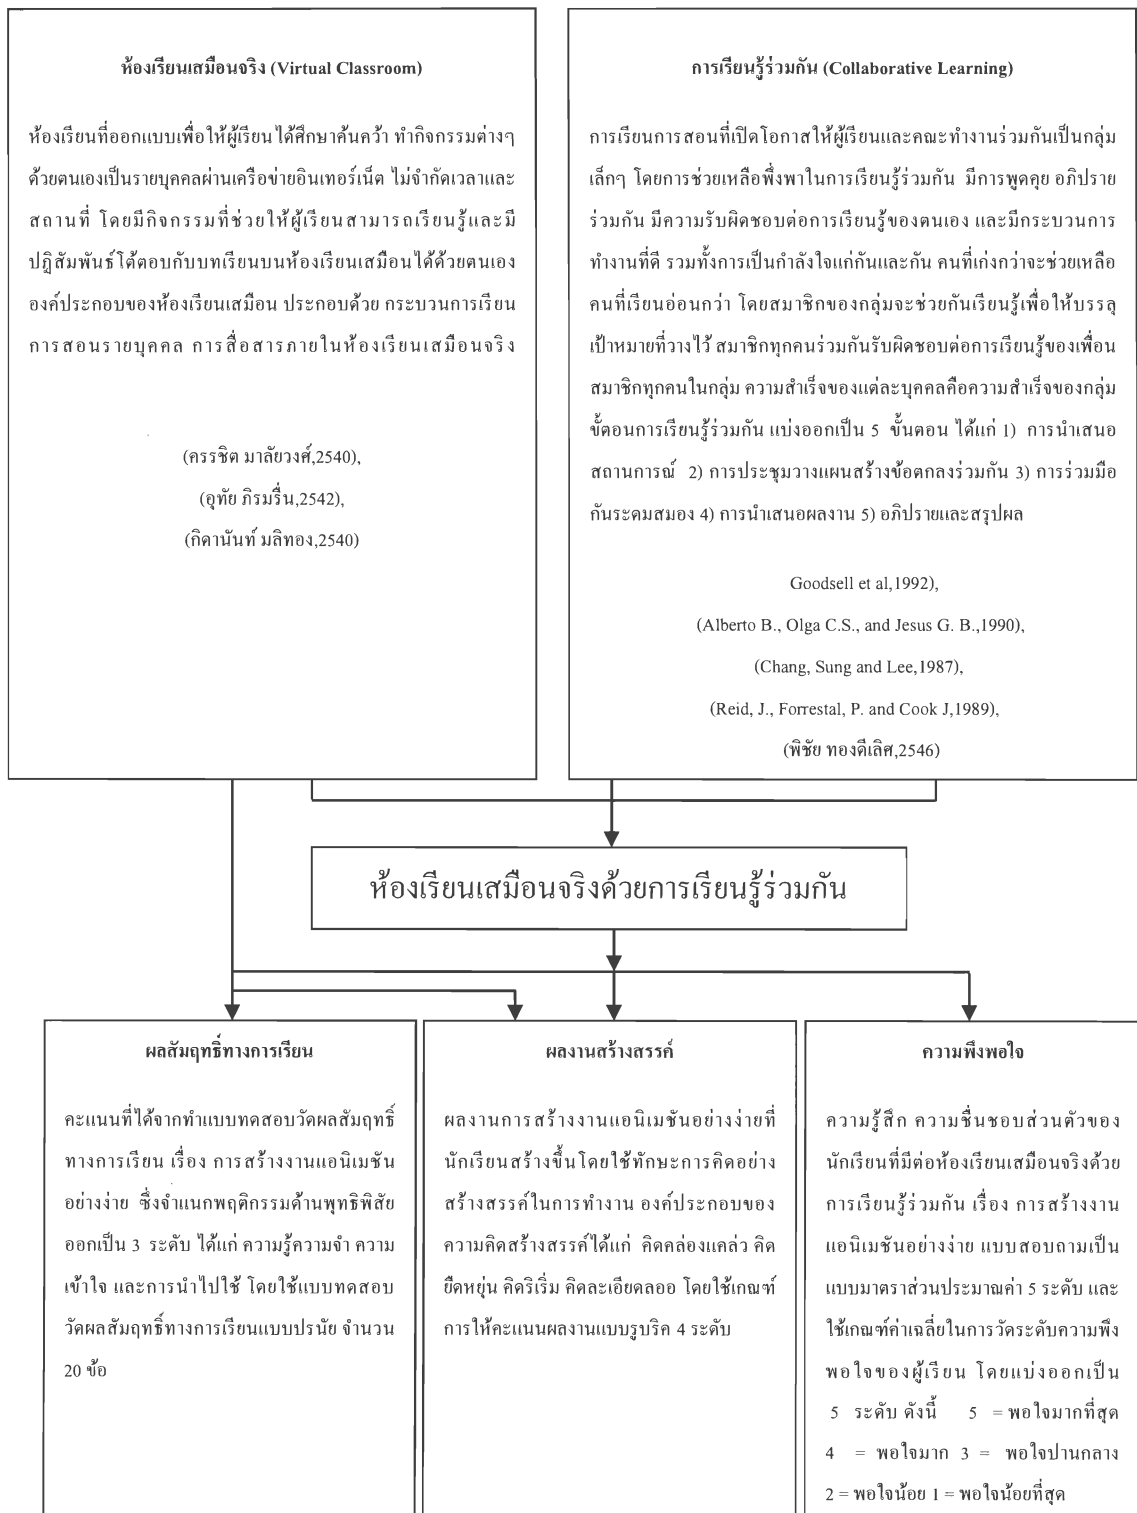 ห้องเรียนเสมือนจริง (Virtual Classroom)
ห้องเรียนที่ออกแบบเพื่อให้ผู้เรียนได้ศึกษาค้นคว้า ทำกิจกรรมต่างๆ
ด้วยตนเองเป็นรายบุคคลผ่านเครือข่ายอินเทอร์เน็ต ไม่จำกัดเวลาและ
สถานที่ โดยมีกิจกรรมที่ช่วยให้ผู้เรียนสามารถเรียนรู้และมี
ปฏิสัมพันธ์โต้ตอบกับบทเรียนบนห้องเรียนเสมือนได้ด้วยตนเอง
องค์ประกอบของห้องเรียนเสมือน ประกอบด้วย กระบวนการเรียน
การสอนรายบุคคล การสื่อสารภายในห้องเรียนเสมือนจริง
(ครรชิต มาลัยวงศ์,2540),
(อุทัย ภิรมรื่น,2542),
(กิดานันท์ มลิทอง,2540)
การเรียนรู้ร่วมกัน (Collaborative Learning)
การเรียนการสอนที่เปิดโอกาสให้ผู้เรียนและคณะทำงานร่วมกันเป็นกลุ่ม
เล็กๆ โดยการช่วยเหลือพึ่งพาในการเรียนรู้ร่วมกัน มีการพูดคุย อภิปราย
ร่วมกัน มีความรับผิดชอบต่อการเรียนรู้ของตนเอง และมีกระบวนการ
ทำงานที่ดี รวมทั้งการเป็นกำลังใจแก่กันและกัน คนที่เก่งกว่าจะช่วยเหลือ
คนที่เรียนอ่อนกว่า โดยสมาชิกของกลุ่มจะช่วยกันเรียนรู้เพื่อให้บรรลุ
เป้าหมายที่วางไว้ สมาชิกทุกคนร่วมกันรับผิดชอบต่อการเรียนรู้ของเพื่อน
สมาชิกทุกคนในกลุ่ม ความสำเร็จของแต่ละบุคคลคือความสำเร็จของกลุ่ม
ขั้ตอนการเรียนรู้ร่วมกัน แบ่งออกเป็น 5 ขั้นตอน ได้แก่ 1) การนำเสนอ
สถานการณ์ 2) การประชุมวางแผนสร้างข้อตกลงร่วมกัน 3) การร่วมมือ
กันระดมสมอง 4) การนำเสนอผลงาน 5) อภิปรายและสรุปผล
Goodsell et al,1992),
(Alberto B., Olga C.S., and Jesus G. B.,1990),
(Chang, Sung and Lee,1987),
(Reid, J., Forrestal, P. and Cook J,1989),
(พิชัย ทองดีเลิศ,2546)
ห้องเรียนเสมือนจริงด้วยการเรียนรู้ร่วมกัน
ผลสัมฤทธิ์ทางการเรียน
คะแนนที่ได้จากทำแบบทดสอบวัดผลสัมฤทธิ์
ทางการเรียน เรื่อง การสร้างงานแอนิเมชัน
อย่างง่าย ซึ่งจำแนกพฤติกรรมด้านพุทธิพิสัย
ออกเป็น 3 ระดับ ได้แก่ ความรู้ความจำ ความ
เข้าใจ และการนำไปใช้ โดยใช้แบบทดสอบ
วัดผลสัมฤทธิ์ทางการเรียนแบบปรนัย จำนวน
20 ข้อ
ผลงานสร้างสรรค์
ผลงานการสร้างงานแอนิเมชันอย่างง่ายที่
นักเรียนสร้างขึ้นโดยใช้ทักษะการคิดอย่าง
สร้างสรรค์ในการทำงาน องค์ประกอบของ
ความคิดสร้างสรรค์ได้แก่ คิดคล่องแคล่ว คิด
ยืดหยุ่น คิดริเริ่ม คิดละเอียดลออ โดยใช้เกณฑ์
การให้คะแนนผลงานแบบรูบริค 4 ระดับ
ความพึงพอใจ
ความรู้สึก ความชื่นชอบส่วนตัวของ
นักเรียนที่มีต่อห้องเรียนเสมือนจริงด้วย
การเรียนรู้ร่วมกัน เรื่อง การสร้างงาน
แอนิเมชันอย่างง่าย แบบสอบถามเป็น
แบบมาตราส่วนประมาณค่า 5 ระดับ และ
ใช้เกณฑ์ค่าเฉลี่ยในการวัดระดับความพึง
พอใจของผู้เรียน โดยแบ่งออกเป็น
5 ระดับ ดังนี้ 5 = พอใจมากที่สุด
4 = พอใจมาก 3 = พอใจปานกลาง
2 = พอใจน้อย 1 = พอใจน้อยที่สุด